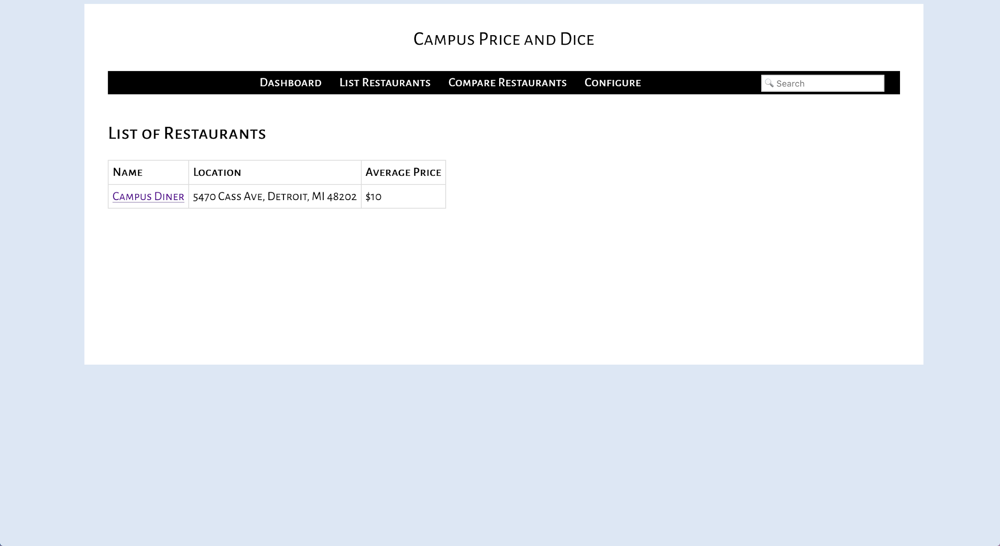 Campus Price and Dice
Dashboard List Restaurants Compare Restaurants Configure Search
List of Restaurants
Name Location Average Price
Campus Diner 5470 Cass Ave, Detroit, MI 48202 $10